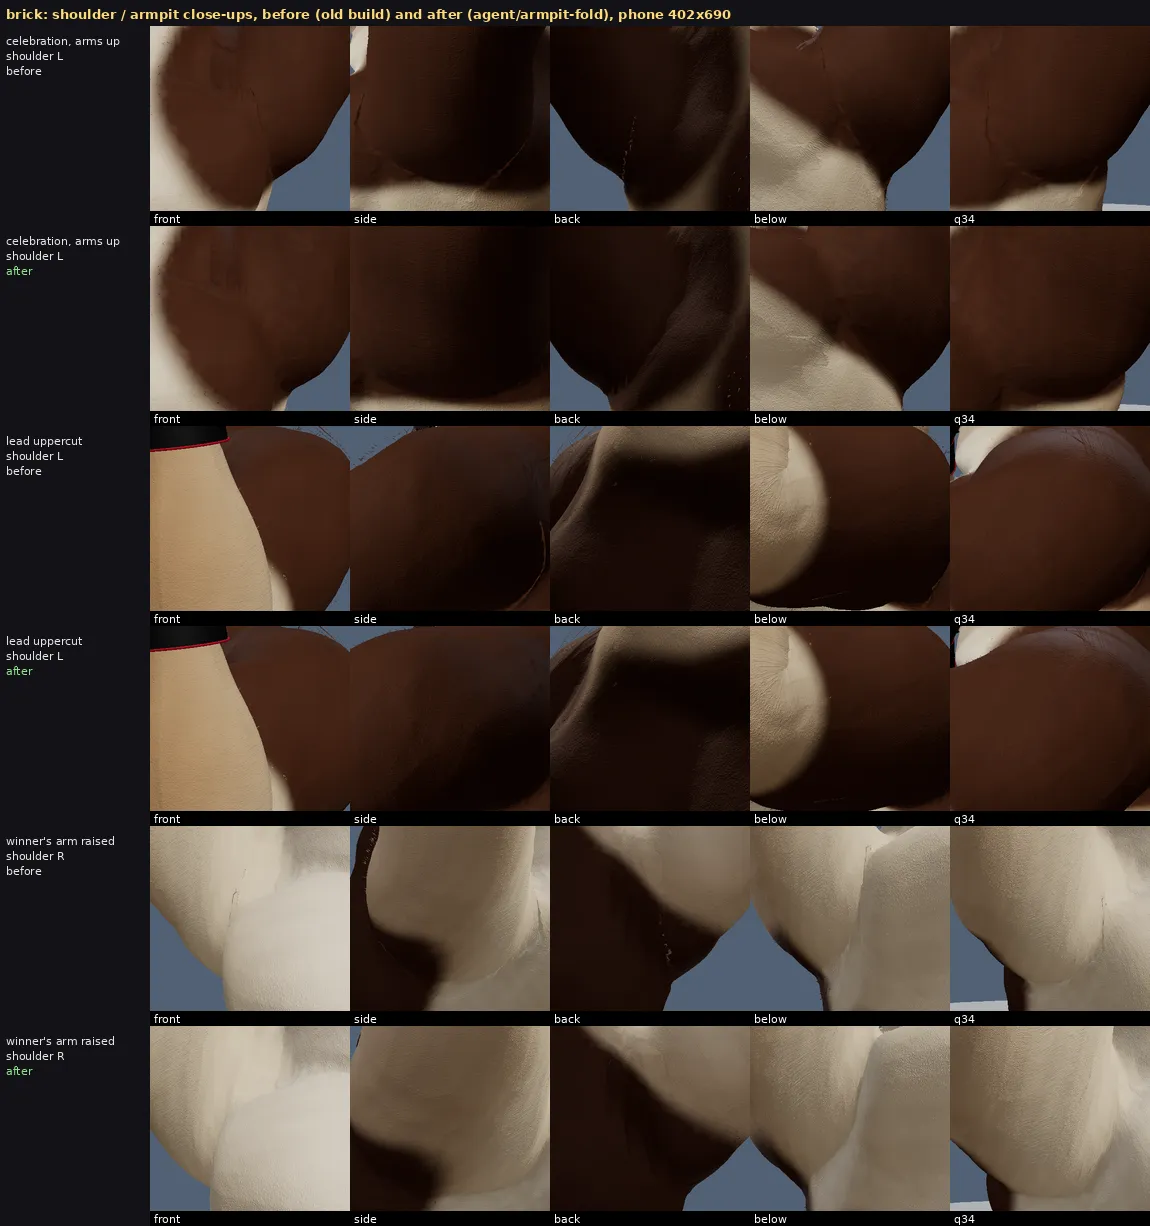 brick: shoulder / armpit close-ups, before (old build) and after (agent/armpit-fold), phone 402x690
celebration, arms up
shoulder L
before
front side back below q34
celebration, arms up
shoulder L
after
front side back below q34
lead uppercut
shoulder L
before
front side back below q34
lead uppercut
shoulder L
after
front side back below q34
winner's arm raised
shoulder R
before
front side back below q34
winner's arm raised
shoulder R
after
front side back below q34